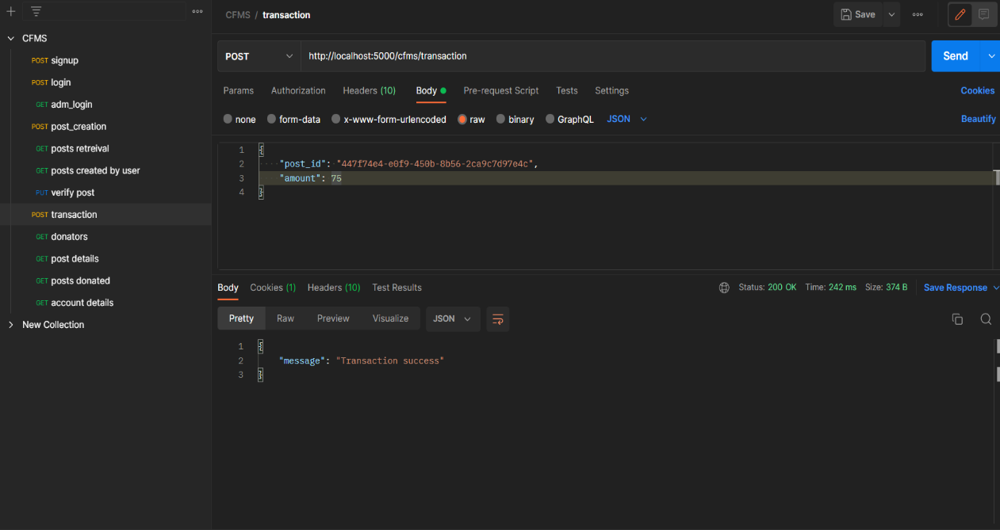 CFMS / transaction
Save
CFMS
POST signup
POST login
GET adm_login
POST post_creation
GET posts retreival
GET posts created by user
PUT verify post
POST transaction
GET donators
GET post details
GET posts donated
GET account details
New Collection
POST http://localhost:5000/cfms/transaction Send
Params Authorization Headers (10) Body Pre-request Script Tests Settings Cookies
none form-data x-www-form-urlencoded raw binary GraphQL JSON Beautify
1 {
2 "post_id": "447f74e4-e0f9-450b-8b56-2ca9c7d97e4c",
3 "amount": 75
4 }
Body Cookies (1) Headers (10) Test Results Status: 200 OK Time: 242 ms Size: 374 B Save Response
Pretty Raw Preview Visualize JSON
1 {
2 "message": "Transaction success"
3 }